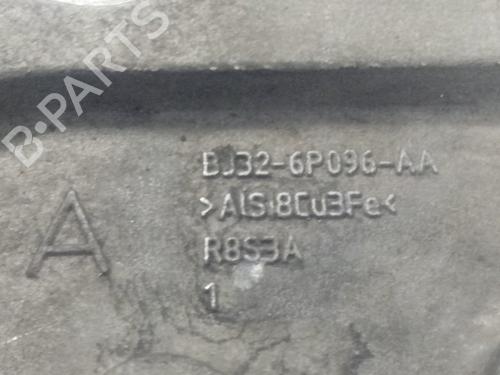 B-PARTS
BJ32-6P096-AA
>AlSi8Cu3Fe<
A
R8S3A
1